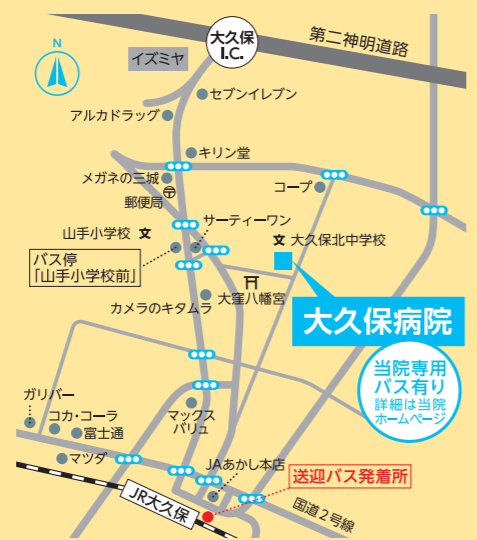 大久保
I.C.
第二神明道路
N
イズミヤ
セブンイレブン
アルカドラッグ
キリン堂
メガネの三城
コープ
郵便局
サーティーワン
山手小学校
大久保北中学校
バス停
「山手小学校前」
大窪八幡宮
カメラのキタムラ
大久保病院
当院専用
バス有り
詳細は当院
ホームページ
ガリバー
コカ・コーラ
富士通
マックス
バリュ
マツダ
JAあかし本店
送迎バス発着所
JR大久保
国道2号線